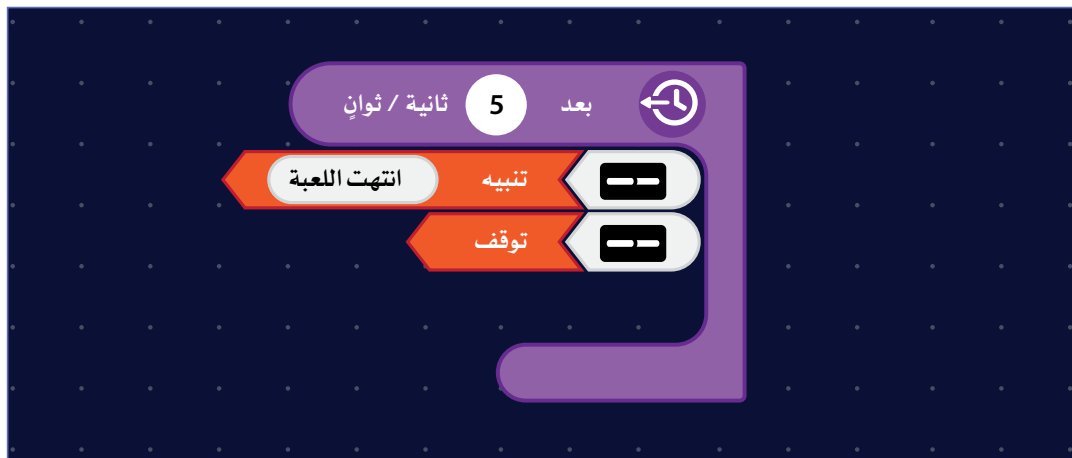 بعد 5 ثانية / ثوانٍ
تنبيه انتهت اللعبة
توقف